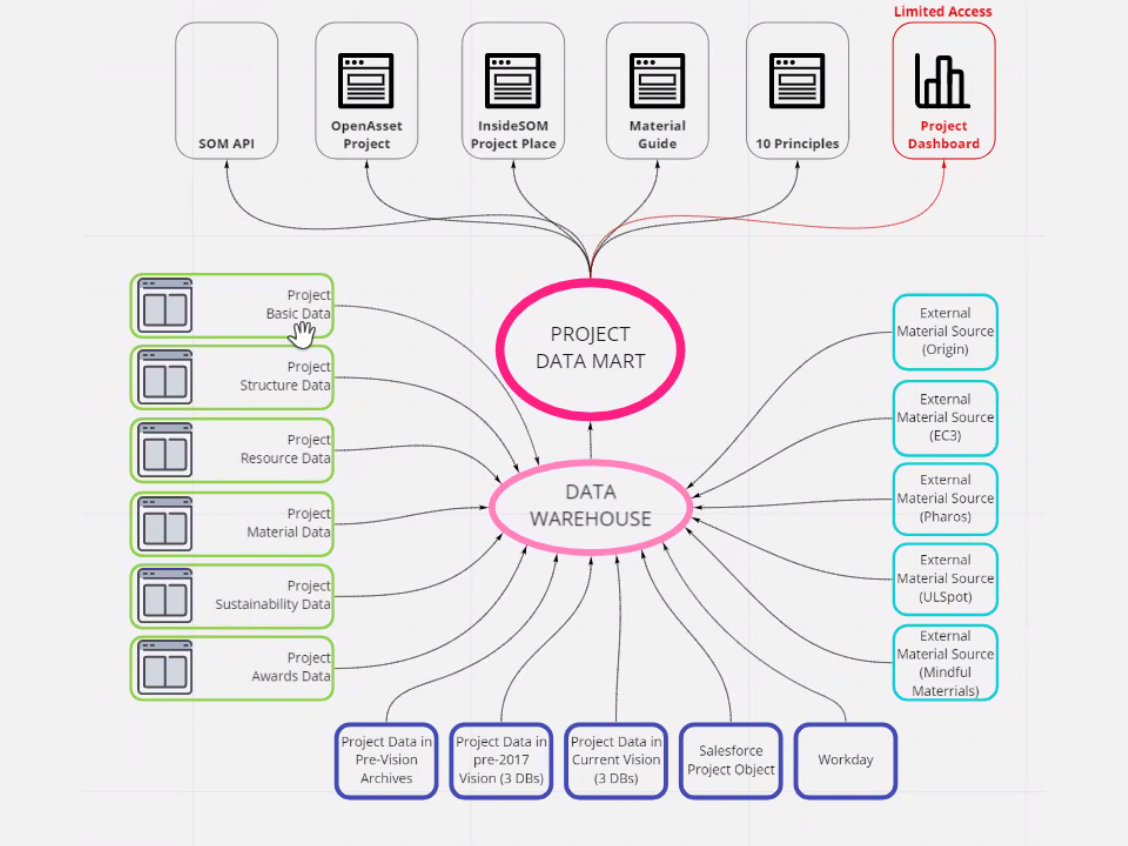 Limited Access
SOM API
OpenAsset
Project
InsideSOM
Project Place
Material
Guide
10 Principles
Project
Dashboard
PROJECT
DATA MART
Project
Basic Data
Project
Structure Data
Project
Resource Data
Project
Material Data
Project
Sustainability Data
Project
Awards Data
DATA
WAREHOUSE
External
Material Source
(Origin)
External
Material Source
(EC3)
External
Material Source
(Pharos)
External
Material Source
(ULSpot)
External
Material Source
(Mindful
Materrials)
Project Data in
Pre-Vision
Archives
Project Data in
pre-2017
Vision (3 DBs)
Project Data in
Current Vision
(3 DBs)
Salesforce
Project Object
Workday